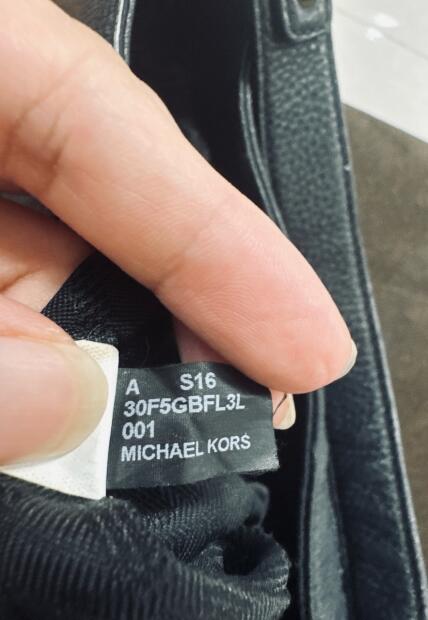 A S16
30F5GBFL3L
001
MICHAEL KORS